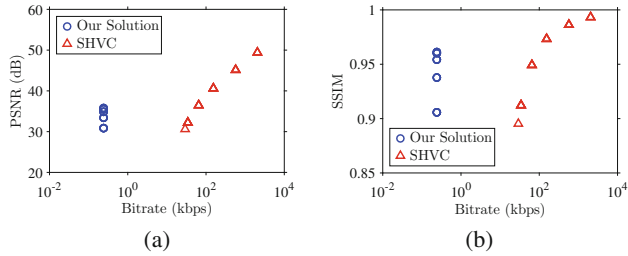 60
50
40
30
20
PSNR (dB)
Our Solution
SHVC
10^-2 10^0 10^2 10^4
Bitrate (kbps)
(a)
1
0.95
0.9
0.85
SSIM
Our Solution
SHVC
10^-2 10^0 10^2 10^4
Bitrate (kbps)
(b)